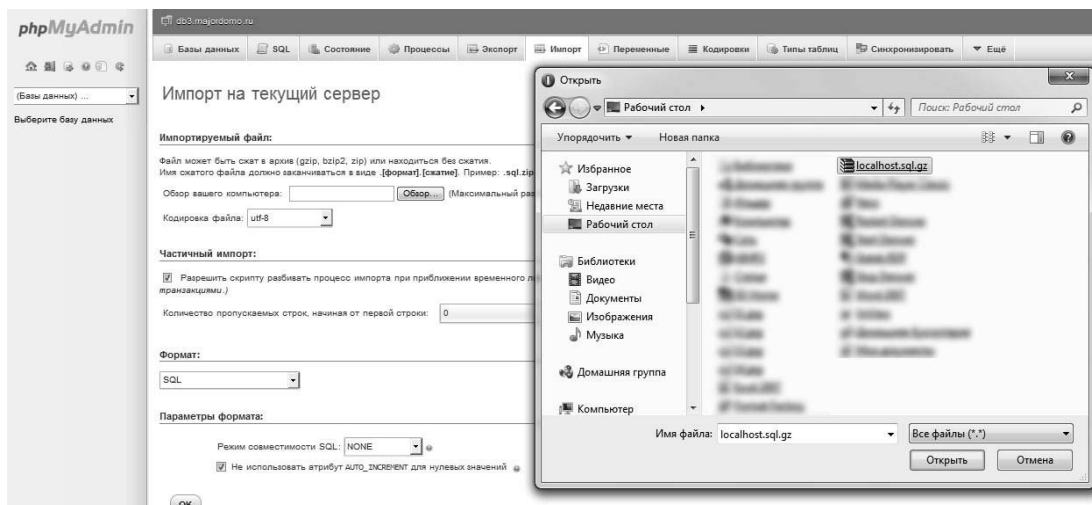 phpMyAdmin
(Базы данных) ...
Выберите базу данных
db3.majordomo.ru
Базы данных
SQL
Состояние
Процессы
Экспорт
Импорт
Переменные
Кодировки
Типы таблиц
Синхронизировать
Ещё
Импорт на текущий сервер
Импортируемый файл:
Файл может быть сжат в архив (gzip, bzip2, zip) или находиться без сжатия.
Имя сжатого файла должно заканчиваться в виде .[формат].[сжатие]. Пример: .sql.zip
Обзор вашего компьютера: Обзор... (Максимальный раз
Кодировка файла: utf-8
Частичный импорт:
Разрешить скрипту разбивать процесс импорта при приближении временного
транзакциями.)
Количество пропускаемых строк, начиная от первой строки: 0
Формат:
SQL
Параметры формата:
Режим совместимости SQL: NONE
Не использовать атрибут AUTO_INCREMENT для нулевых значений
OK
Открыть
Рабочий стол
Поиск: Рабочий стол
Упорядочить
Новая папка
Избранное
Загрузки
Недавние места
Рабочий стол
Библиотеки
Видео
Документы
Изображения
Музыка
Домашняя группа
Компьютер
localhost.sql.gz
Имя файла: localhost.sql.gz
Все файлы (*.*)
Открыть
Отмена